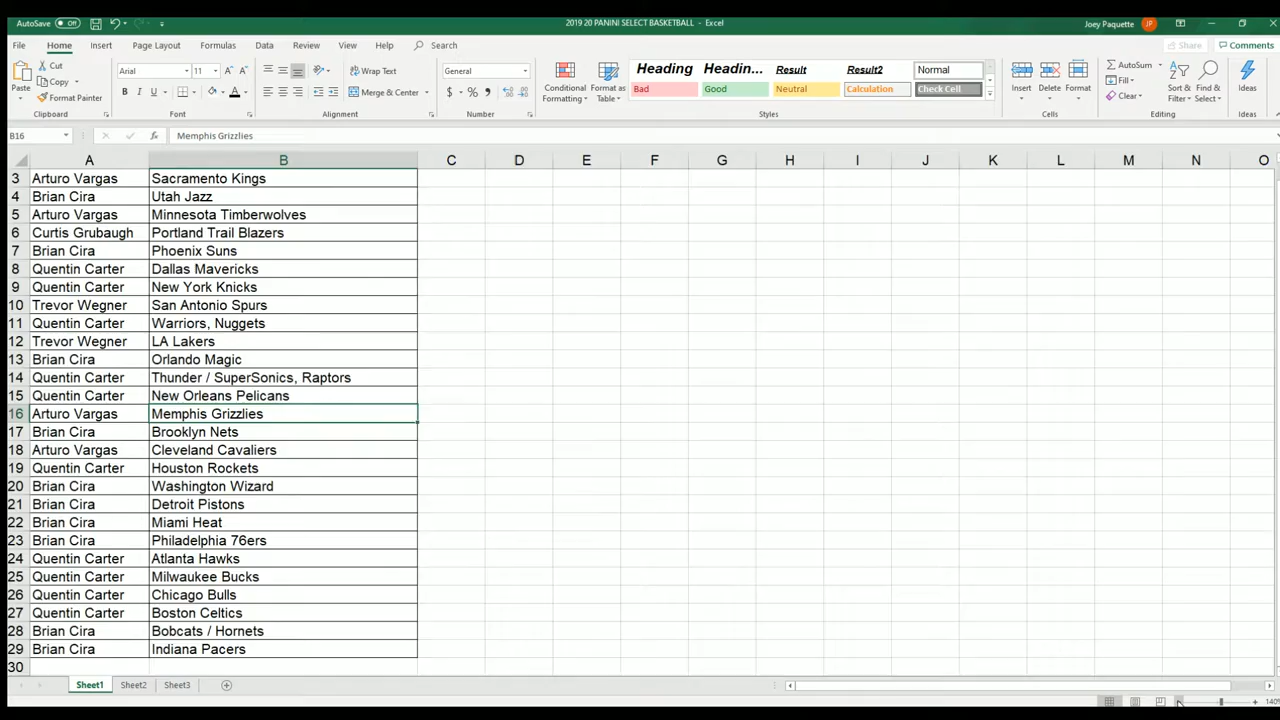 AutoSave Off 2019 20 PANINI SELECT BASKETBALL - Excel Joey Paquette JP
File Home Insert Page Layout Formulas Data Review View Help Search Share Comments
Paste Cut Copy Format Painter Clipboard
Arial 11 A A B I U A Font
Wrap Text Merge & Center Alignment
General $ % , Number
Conditional Formatting Format as Table
Heading Headin... Result Result2 Normal
Bad Good Neutral Calculation Check Cell
Styles
Insert Delete Format Cells
AutoSum Fill Clear Sort & Filter Find & Select Editing
Ideas Ideas
B16 fx Memphis Grizzlies
A B C D E F G H I J K L M N O
3 Arturo Vargas Sacramento Kings
4 Brian Cira Utah Jazz
5 Arturo Vargas Minnesota Timberwolves
6 Curtis Grubaugh Portland Trail Blazers
7 Brian Cira Phoenix Suns
8 Quentin Carter Dallas Mavericks
9 Quentin Carter New York Knicks
10 Trevor Wegner San Antonio Spurs
11 Quentin Carter Warriors, Nuggets
12 Trevor Wegner LA Lakers
13 Brian Cira Orlando Magic
14 Quentin Carter Thunder / SuperSonics, Raptors
15 Quentin Carter New Orleans Pelicans
16 Arturo Vargas Memphis Grizzlies
17 Brian Cira Brooklyn Nets
18 Arturo Vargas Cleveland Cavaliers
19 Quentin Carter Houston Rockets
20 Brian Cira Washington Wizard
21 Brian Cira Detroit Pistons
22 Brian Cira Miami Heat
23 Brian Cira Philadelphia 76ers
24 Quentin Carter Atlanta Hawks
25 Quentin Carter Milwaukee Bucks
26 Quentin Carter Chicago Bulls
27 Quentin Carter Boston Celtics
28 Brian Cira Bobcats / Hornets
29 Brian Cira Indiana Pacers
30
Sheet1 Sheet2 Sheet3
140%